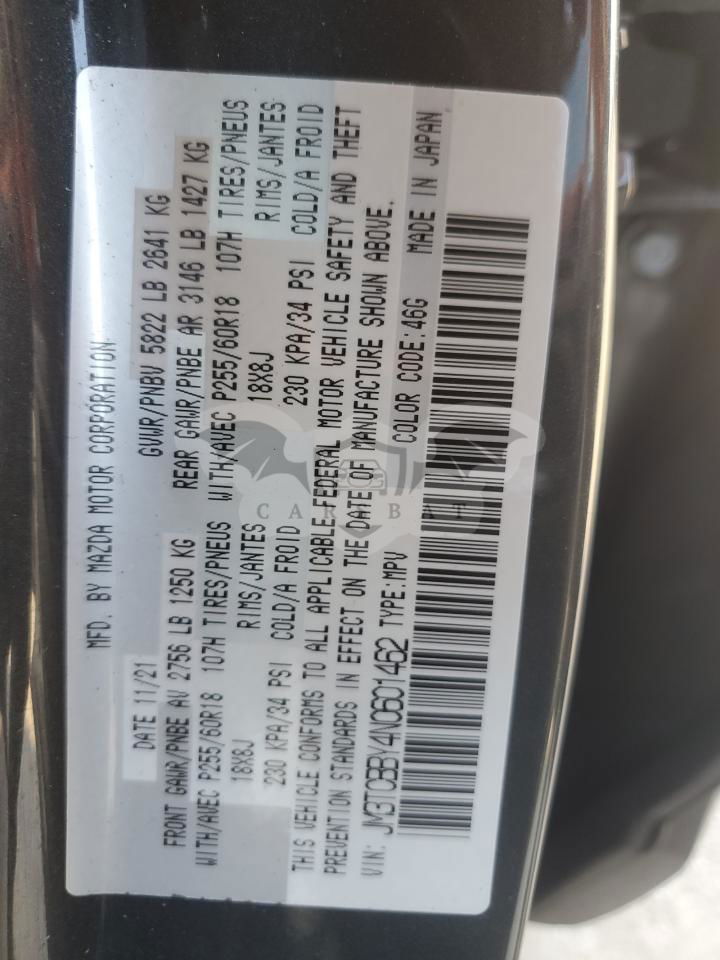 MFD. BY MAZDA MOTOR CORPORATION
DATE 11/21 GVWR/PNBV 5822 LB 2641 KG
FRONT GAWR/PNBE AV 2756 LB 1250 KG REAR GAWR/PNBE AR 3146 LB 1427 KG
WITH/AVEC P255/60R18 107H TIRES/PNEUS WITH/AVEC P255/60R18 107H TIRES/PNEUS
18X8J RIMS/JANTES 18X8J RIMS/JANTES
230 KPA/34 PSI COLD/A FROID 230 KPA/34 PSI COLD/A FROID
THIS VEHICLE CONFORMS TO ALL APPLICABLE FEDERAL MOTOR VEHICLE SAFETY AND THEFT
PREVENTION STANDARDS IN EFFECT ON THE DATE OF MANUFACTURE SHOWN ABOVE.
VIN: JM3TCBBY4N0601462 TYPE:MPV COLOR CODE:46G MADE IN JAPAN
CARSBAT